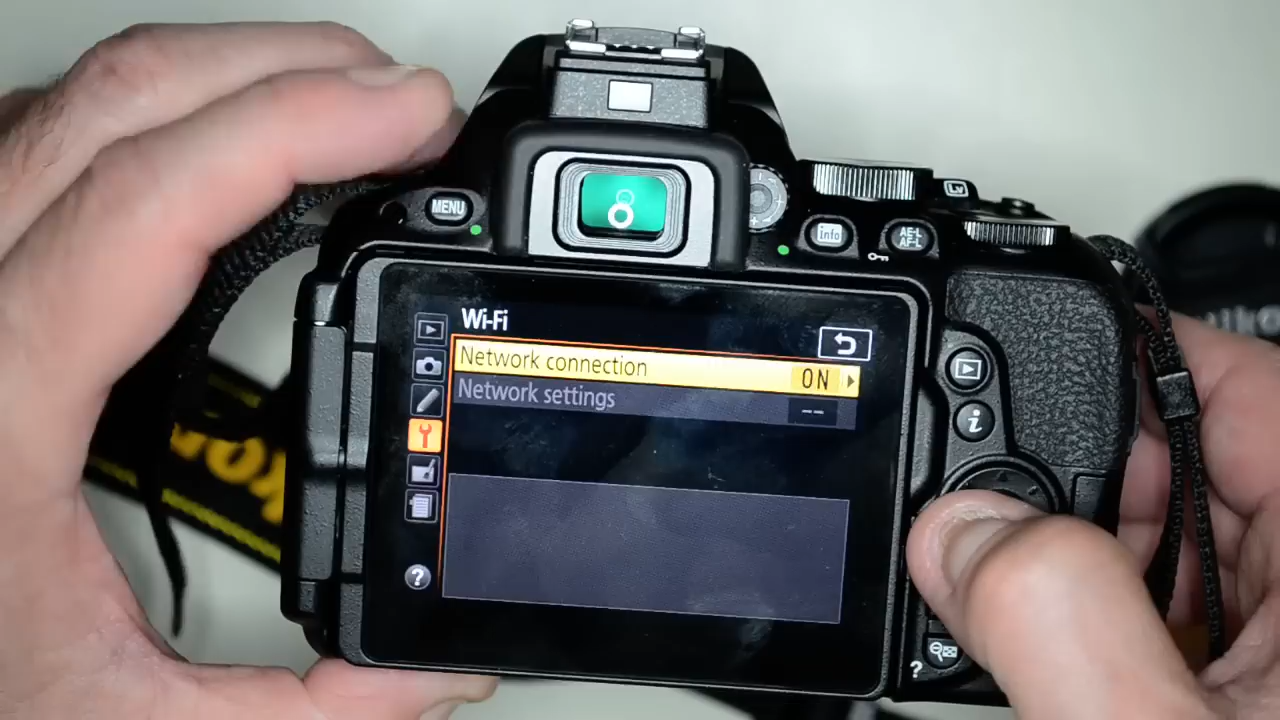 MENU
Lv
info
AE-L
AF-L
Wi-Fi
Network connection ON
Network settings --
i
?
?